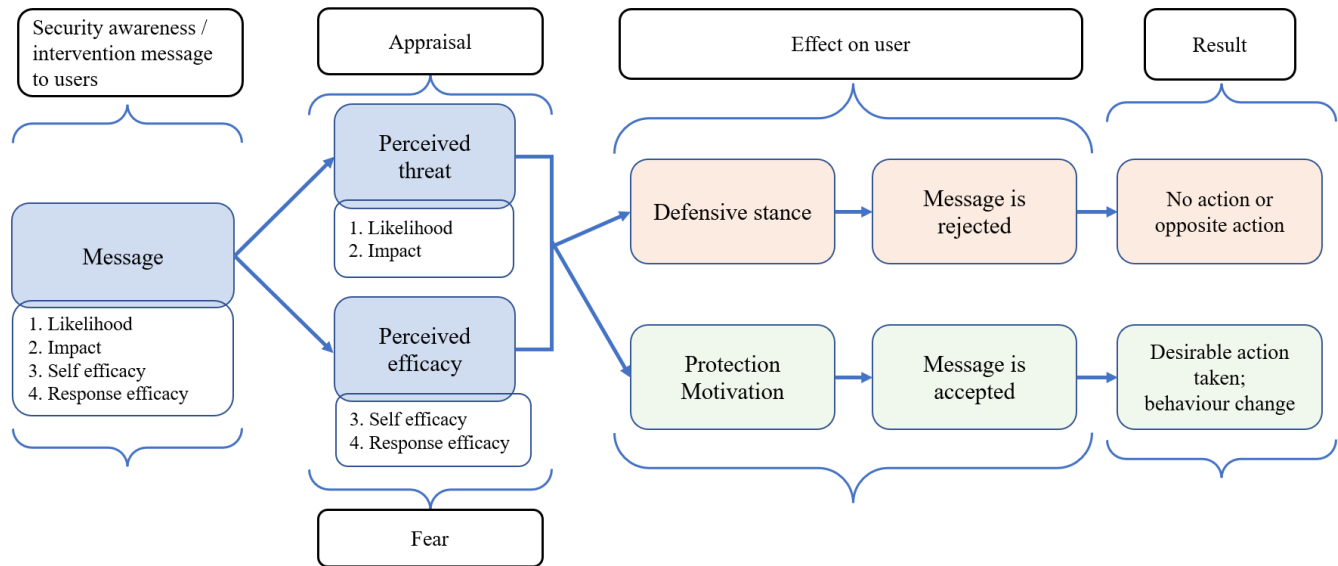 Security awareness /
intervention message
to users
Appraisal
Effect on user
Result
Message
1. Likelihood
2. Impact
3. Self efficacy
4. Response efficacy
Perceived
threat
1. Likelihood
2. Impact
Perceived
efficacy
3. Self efficacy
4. Response efficacy
Fear
Defensive stance
Message is
rejected
No action or
opposite action
Protection
Motivation
Message is
accepted
Desirable action
taken;
behaviour change